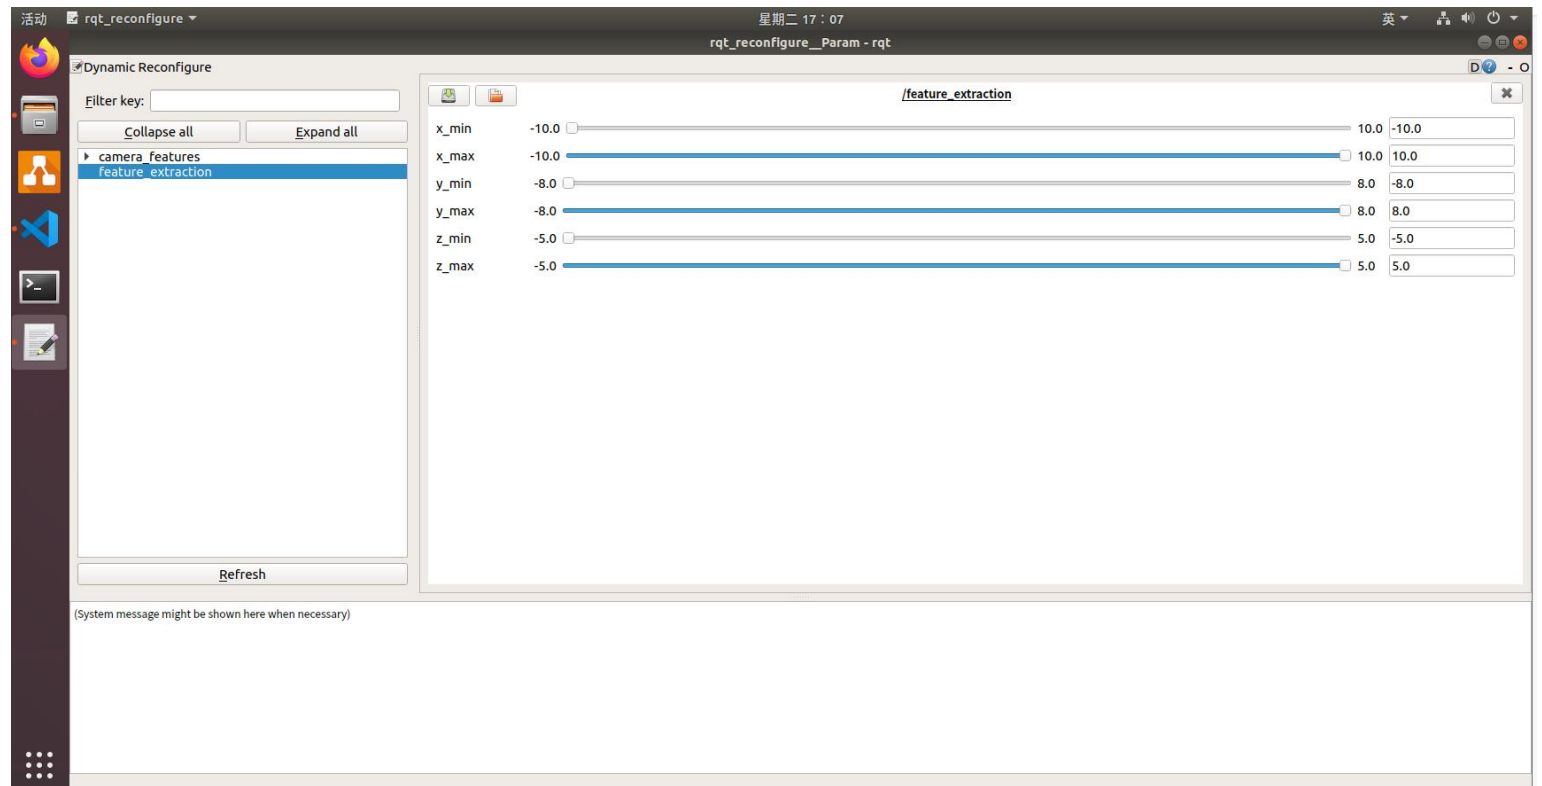 活动 rqt_reconfigure 星期二 17：07 英
rqt_reconfigure__Param - rqt
Dynamic Reconfigure D - O
Filter key:
Collapse all Expand all
camera_features
feature_extraction
Refresh
/feature_extraction
x_min -10.0 10.0 -10.0
x_max -10.0 10.0 10.0
y_min -8.0 8.0 -8.0
y_max -8.0 8.0 8.0
z_min -5.0 5.0 -5.0
z_max -5.0 5.0 5.0
(System message might be shown here when necessary)